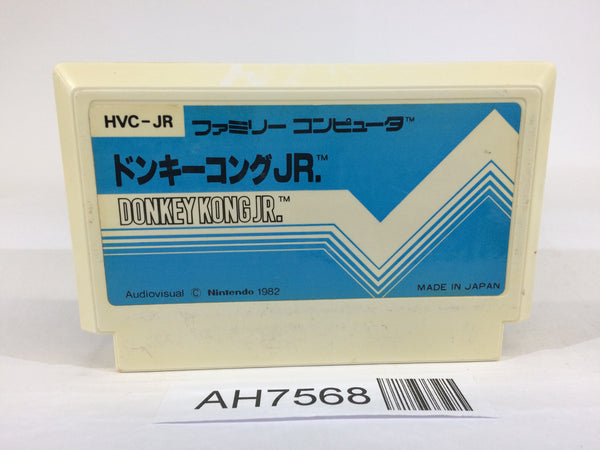 HVC-JR ファミリー コンピュータ™
ドンキーコングJR.™
DONKEY KONG JR.™
Audiovisual © Nintendo 1982
MADE IN JAPAN
AH7568